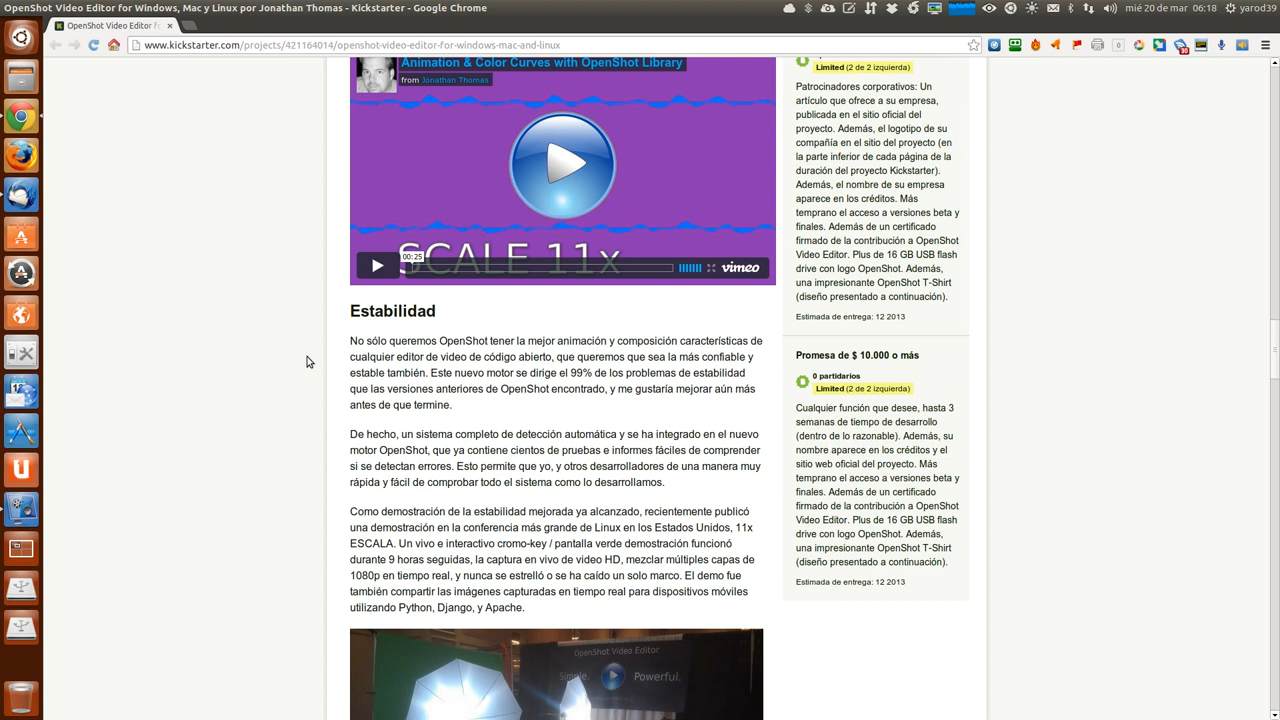 OpenShot Video Editor for Windows, Mac y Linux por Jonathan Thomas - Kickstarter - Google Chrome
mié 20 de mar 06:18 yarod39
OpenShot Video Editor f
www.kickstarter.com/projects/421164014/openshot-video-editor-for-windows-mac-and-linux
Animation & Color Curves with OpenShot Library
from Jonathan Thomas
SCALE 11x
00:25
vimeo
Estabilidad
No sólo queremos OpenShot tener la mejor animación y composición características de
cualquier editor de video de código abierto, que queremos que sea la más confiable y
estable también. Este nuevo motor se dirige el 99% de los problemas de estabilidad
que las versiones anteriores de OpenShot encontrado, y me gustaría mejorar aún más
antes de que termine.
De hecho, un sistema completo de detección automática y se ha integrado en el nuevo
motor OpenShot, que ya contiene cientos de pruebas e informes fáciles de comprender
si se detectan errores. Esto permite que yo, y otros desarrolladores de una manera muy
rápida y fácil de comprobar todo el sistema como lo desarrollamos.
Como demostración de la estabilidad mejorada ya alcanzado, recientemente publicó
una demostración en la conferencia más grande de Linux en los Estados Unidos, 11x
ESCALA. Un vivo e interactivo cromo-key / pantalla verde demostración funcionó
durante 9 horas seguidas, la captura en vivo de video HD, mezclar múltiples capas de
1080p en tiempo real, y nunca se estrelló o se ha caído un solo marco. El demo fue
también compartir las imágenes capturadas en tiempo real para dispositivos móviles
utilizando Python, Django, y Apache.
OpenShot Video Editor
Simple. Powerful.
Limited (2 de 2 izquierda)
Patrocinadores corporativos: Un
artículo que ofrece a su empresa,
publicada en el sitio oficial del
proyecto. Además, el logotipo de su
compañía en el sitio del proyecto (en
la parte inferior de cada página de la
duración del proyecto Kickstarter).
Además, el nombre de su empresa
aparece en los créditos. Más
temprano el acceso a versiones beta y
finales. Además de un certificado
firmado de la contribución a OpenShot
Video Editor. Plus de 16 GB USB flash
drive con logo OpenShot. Además,
una impresionante OpenShot T-Shirt
(diseño presentado a continuación).
Estimada de entrega: 12 2013
Promesa de $ 10.000 o más
0 partidarios
Limited (2 de 2 izquierda)
Cualquier función que desee, hasta 3
semanas de tiempo de desarrollo
(dentro de lo razonable). Además, su
nombre aparece en los créditos y el
sitio web oficial del proyecto. Más
temprano el acceso a versiones beta y
finales. Además de un certificado
firmado de la contribución a OpenShot
Video Editor. Plus de 16 GB USB flash
drive con logo OpenShot. Además,
una impresionante OpenShot T-Shirt
(diseño presentado a continuación).
Estimada de entrega: 12 2013